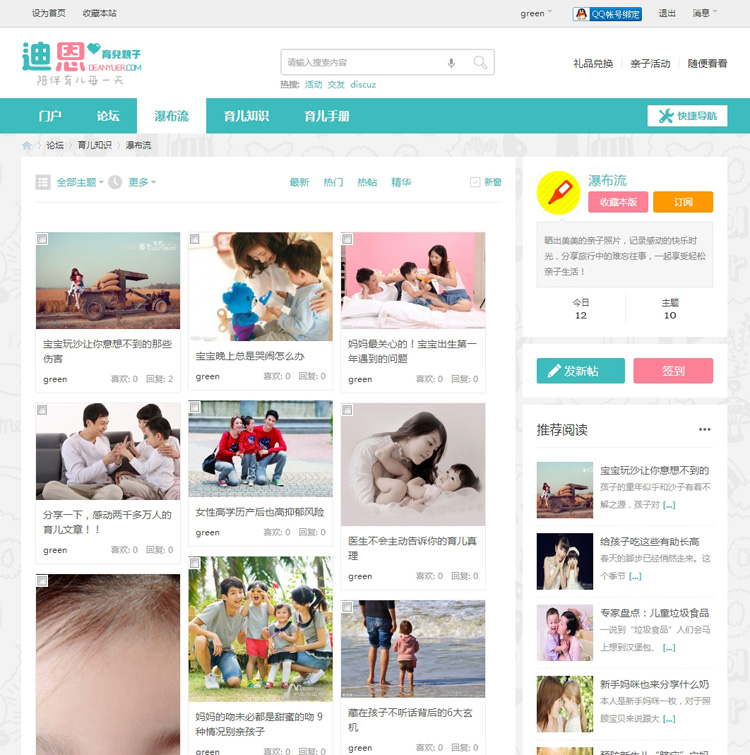 设为首页 收藏本站
green QQ帐号绑定 退出 消息
迪恩 育儿亲子
DEANYUER.COM
陪伴育儿每一天
请输入搜索内容
热搜: 活动 交友 discuz
礼品兑换 亲子活动 随便看看
门户 论坛 瀑布流 育儿知识 育儿手册 快捷导航
论坛 育儿知识 瀑布流
全部主题 更多 最新 热门 热帖 精华 新窗
宝宝玩沙让你意想不到的那些
伤害
green 喜欢: 0 回复: 2
宝宝晚上总是哭闹怎么办
green 喜欢: 0 回复: 0
妈妈最关心的！宝宝出生第一
年遇到的问题
green 喜欢: 0 回复: 0
分享一下，感动两千多万人的
育儿文章！！
green 喜欢: 0 回复: 0
女性高学历产后也高抑郁风险
green 喜欢: 0 回复: 0
医生不会主动告诉你的育儿真
理
green 喜欢: 0 回复: 0
妈妈的吻未必都是甜蜜的吻 9
种情况别亲孩子
green 喜欢: 0 回复: 0
藏在孩子不听话背后的6大玄
机
green 喜欢: 0 回复: 0
瀑布流
收藏本版 订阅
晒出美美的亲子照片，记录感动的快乐时
光，分享旅行中的难忘往事，一起享受轻松
亲子生活！
今日 主题
12 10
发新帖 签到
推荐阅读
宝宝玩沙让你意想不到的
孩子的童年似乎和沙子有着不
解之源，孩子对 [...]
给孩子吃这些有助长高
春天的脚步已经悄然走来。这
个季节 [...]
专家盘点：儿童垃圾食品
一说到“垃圾食品”人们会马
上想到汉堡包、 [...]
新手妈咪也来分享什么奶
本人是新手妈妈一枚，对于照
顾宝贝来说跟大 [...]